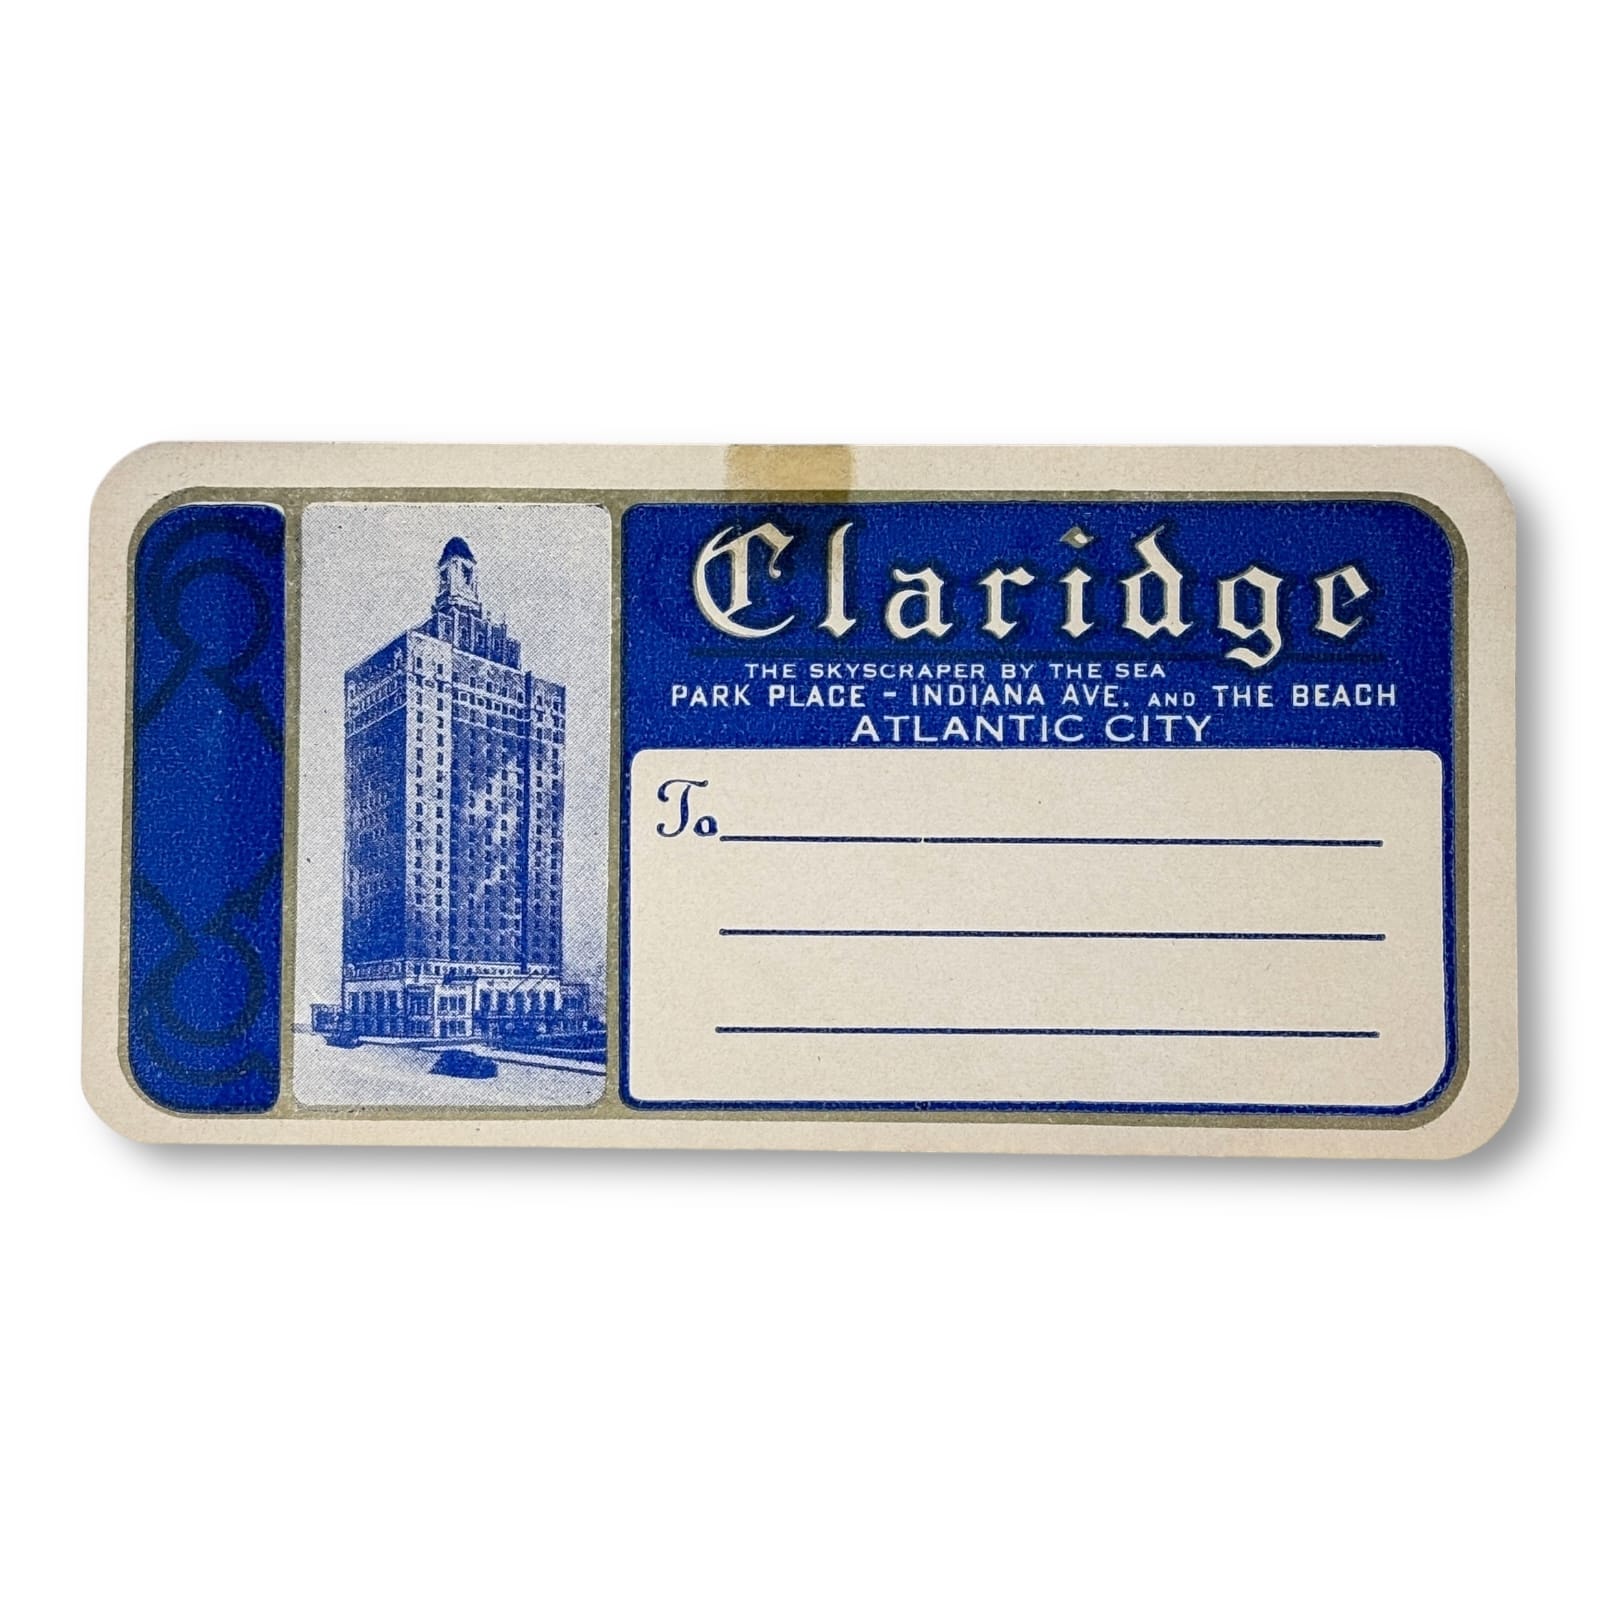 Claridge
THE SKYSCRAPER BY THE SEA
PARK PLACE - INDIANA AVE. AND THE BEACH
ATLANTIC CITY
To